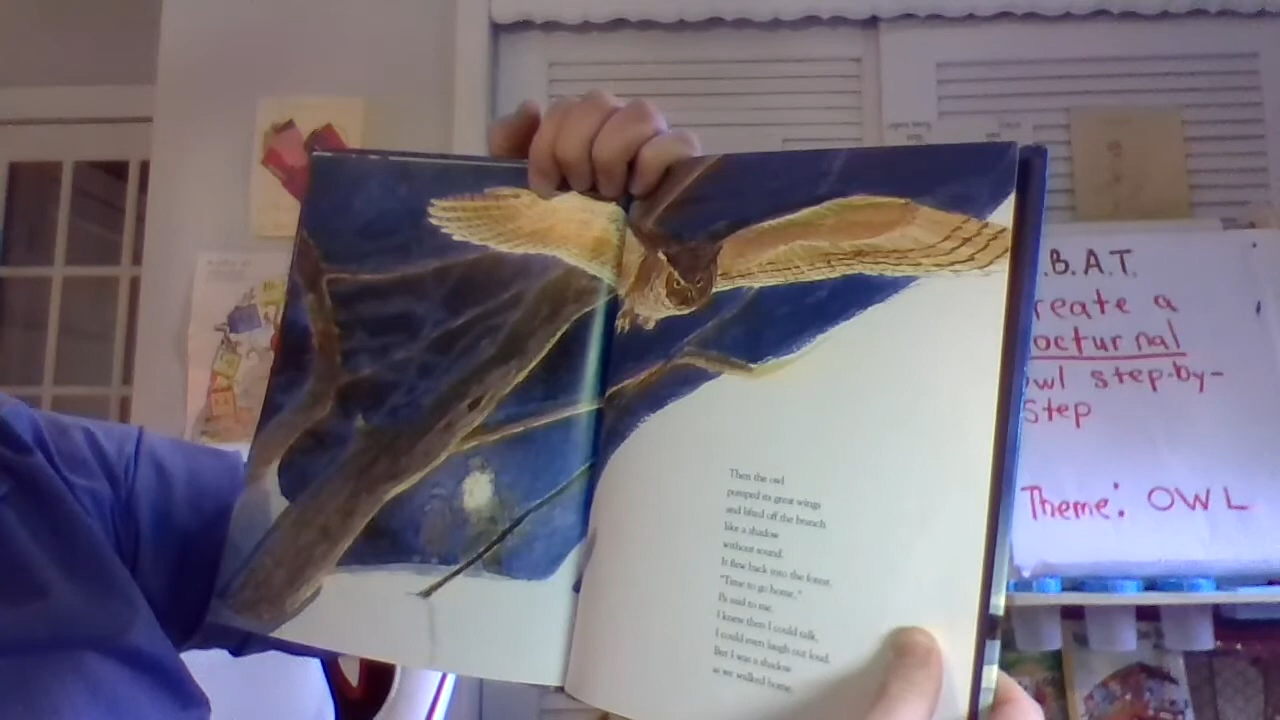 Then the owl
pumped its great wings
and lifted off the branch
like a shadow
without sound.
It flew back into the forest.
"Time to go home,"
Pa said to me.
I knew then I could talk,
I could even laugh out loud.
But I was a shadow
as we walked home.
.B.A.T.
reate a
octurnal
wl step-by-
Step
Theme: OWL